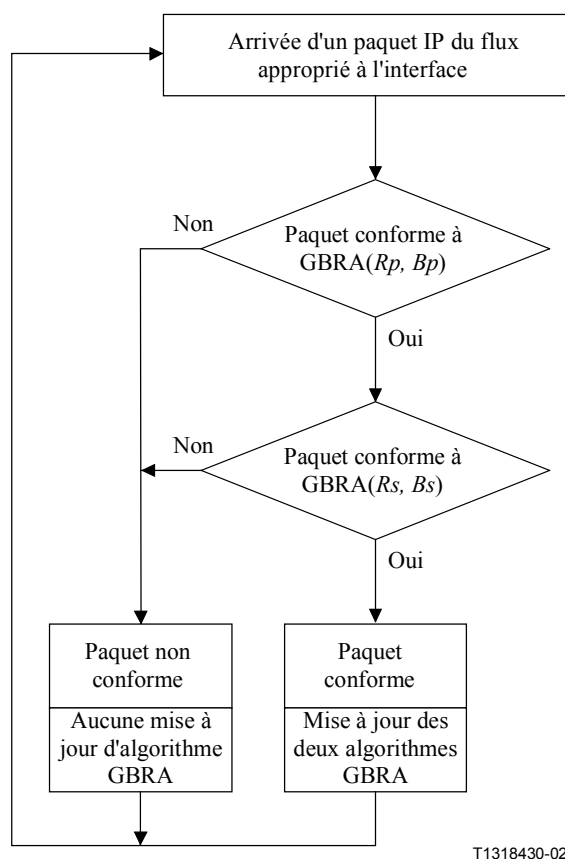 Arrivée d'un paquet IP du flux
approprié à l'interface
Non
Paquet conforme à
GBRA(Rp, Bp)
Oui
Non
Paquet conforme à
GBRA(Rs, Bs)
Oui
Paquet non
conforme
Aucune mise à
jour d'algorithme
GBRA
Paquet
conforme
Mise à jour des
deux algorithmes
GBRA
T1318430-02